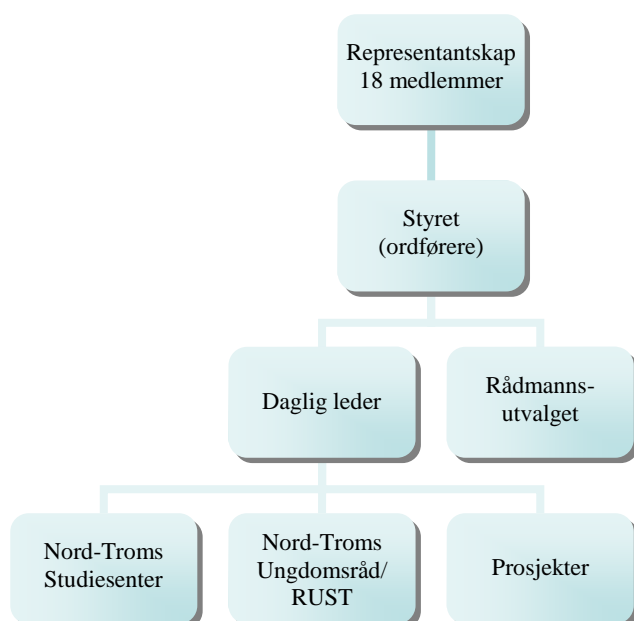 Representantskap
18 medlemmer
Styret
(ordførere)
Daglig leder
Rådmanns-
utvalget
Nord-Troms
Studiesenter
Nord-Troms
Ungdomsråd/
RUST
Prosjekter